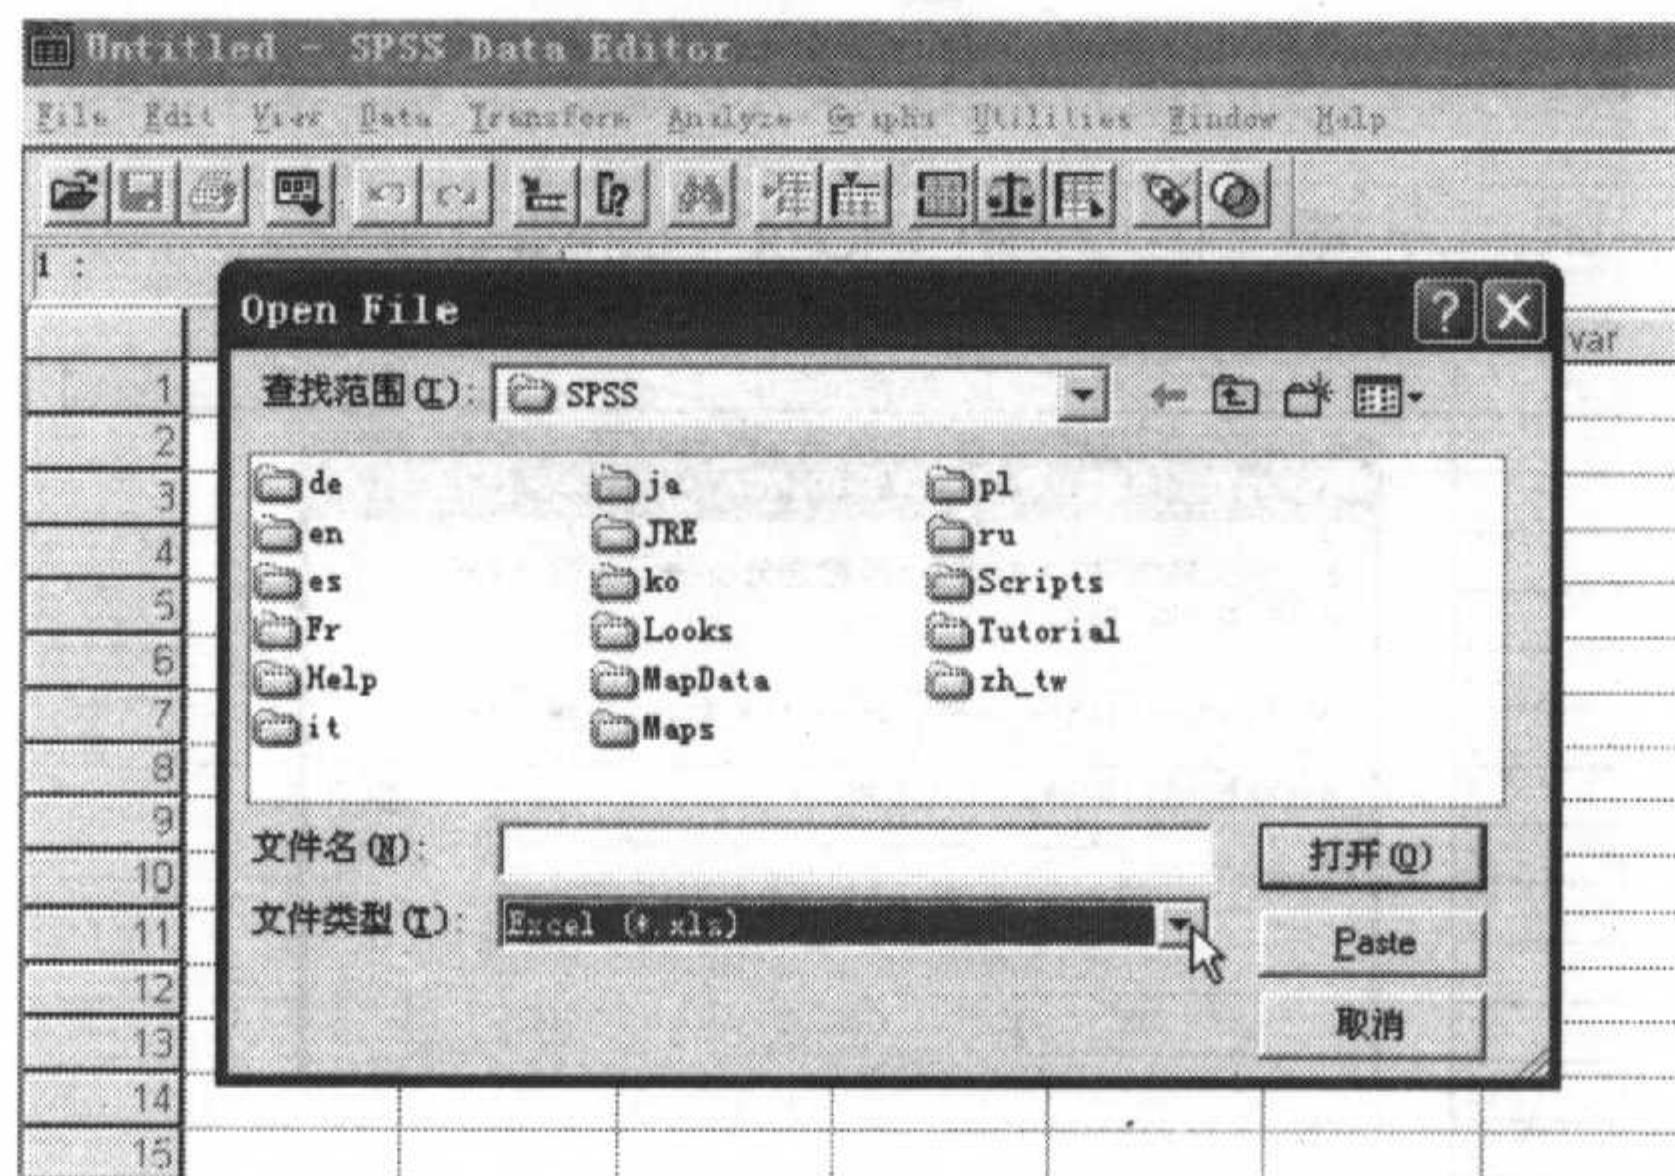 Untitled - SPSS Data Editor
File Edit View Data Transform Analyze Graphs Utilities Window Help
1 :
Open File
var
查找范围(I): SPSS
de ja pl
en JRE ru
es ko Scripts
Fr Looks Tutorial
Help MapData zh_tw
it Maps
文件名(N): 打开(O)
文件类型(T): Excel (*.xls)
Paste
取消
1
2
3
4
5
6
7
8
9
10
11
12
13
14
15